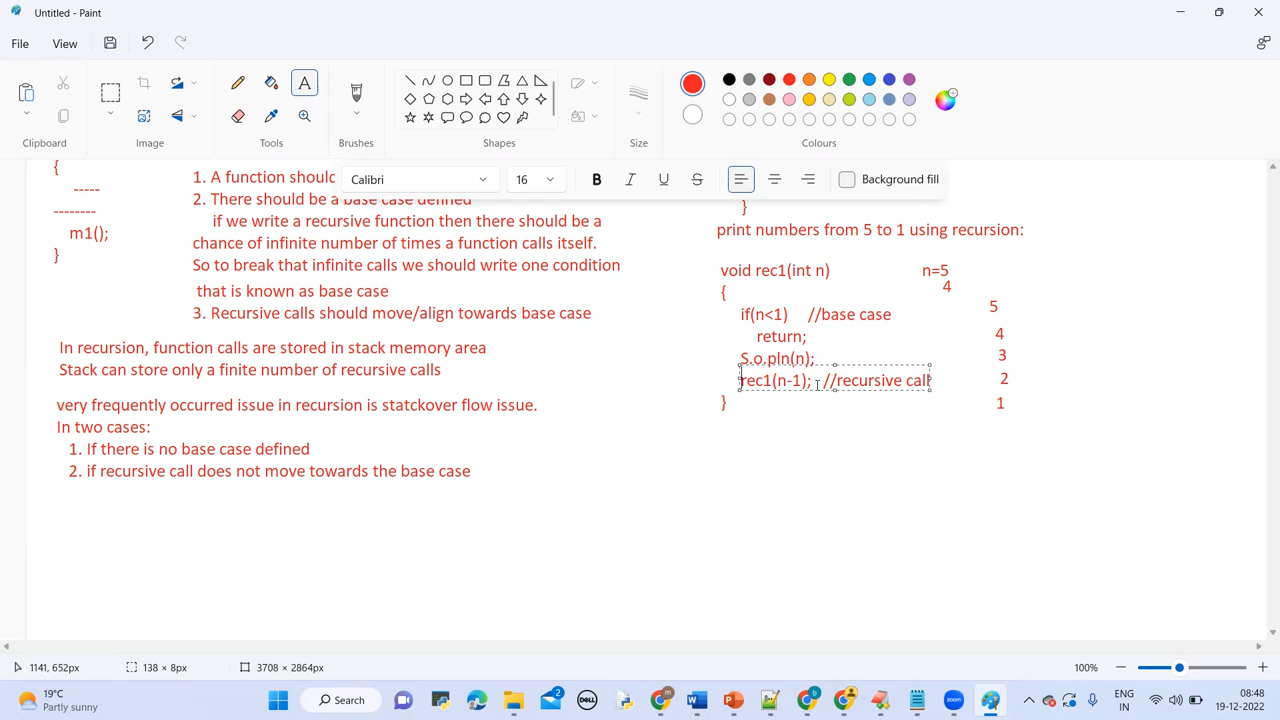 Untitled - Paint
File
View
Clipboard
Image
Tools
Brushes
Shapes
Size
Colours
Calibri
16
B
Background fill
{
-----
--------
m1();
}
1. A function should
2. There should be a base case defined
if we write a recursive function then there should be a
chance of infinite number of times a function calls itself.
So to break that infinite calls we should write one condition
that is known as base case
3. Recursive calls should move/align towards base case
In recursion, function calls are stored in stack memory area
Stack can store only a finite number of recursive calls
very frequently occurred issue in recursion is statckover flow issue.
In two cases:
1. If there is no base case defined
2. if recursive call does not move towards the base case
}
print numbers from 5 to 1 using recursion:
void rec1(int n) n=5
{ 4
if(n<1) //base case 5
return; 4
S.o.pln(n); 3
rec1(n-1); //recursive call 2
} 1
1141, 652px
138 × 8px
3708 × 2864px
100%
19°C
Partly sunny
Search
ENG
IN
08:48
19-12-2022